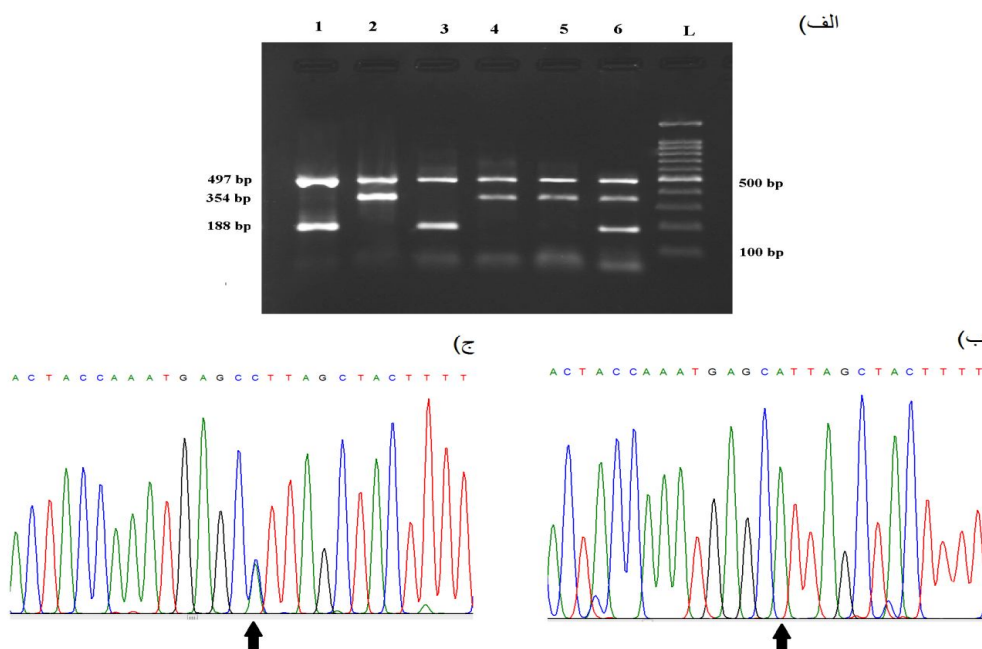 الف)
1 2 3 4 5 6 L
497 bp
354 bp
188 bp
500 bp
100 bp
ب)
A C T A C C A A A T G A G C A T T A G C T A C T T T T
ج)
A C T A C C A A A T G A G C C T T A G C T A C T T T T